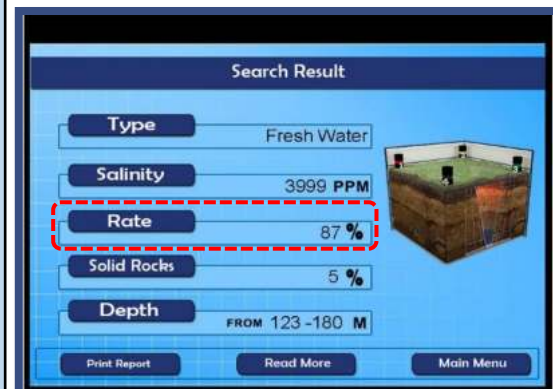 Search Result
Type
Fresh Water
Salinity
3999 PPM
Rate
87 %
Solid Rocks
5 %
Depth
FROM 123 -180 M
Print Report
Read More
Main Menu